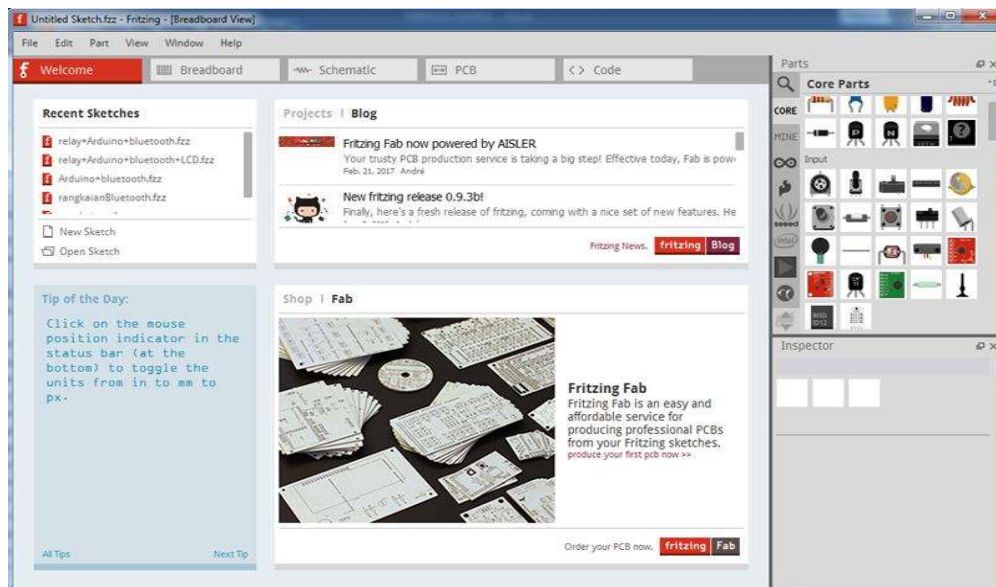 Untitled Sketch.fzz - Fritzing - [Breadboard View]
File Edit Part View Window Help
Welcome
Breadboard
Schematic
PCB
Code
Recent Sketches
relay+Arduino+bluetooth.fzz
relay+Arduino+bluetooth+LCD.fzz
Arduino+bluetooth.fzz
rangkaianBluetooth.fzz
New Sketch
Open Sketch
Projects | Blog
Fritzing Fab now powered by AISLER
Your trusty PCB production service is taking a big step! Effective today, Fab is pow
Feb. 21, 2017 André
New fritzing release 0.9.3b!
Finally, here's a fresh release of fritzing, coming with a nice set of new features. He
Fritzing News. fritzing Blog
Tip of the Day:
Click on the mouse
position indicator in the
status bar (at the
bottom) to toggle the
units from in to mm to
px.
All Tips Next Tip
Shop | Fab
Fritzing Fab
Fritzing Fab is an easy and
affordable service for
producing professional PCBs
from your Fritzing sketches.
produce your first pcb now >>
Order your PCB now. fritzing Fab
Parts
Core Parts
CORE
MINE
seeed
intel
P
N
?
Input
RFID
ID12
Inspector